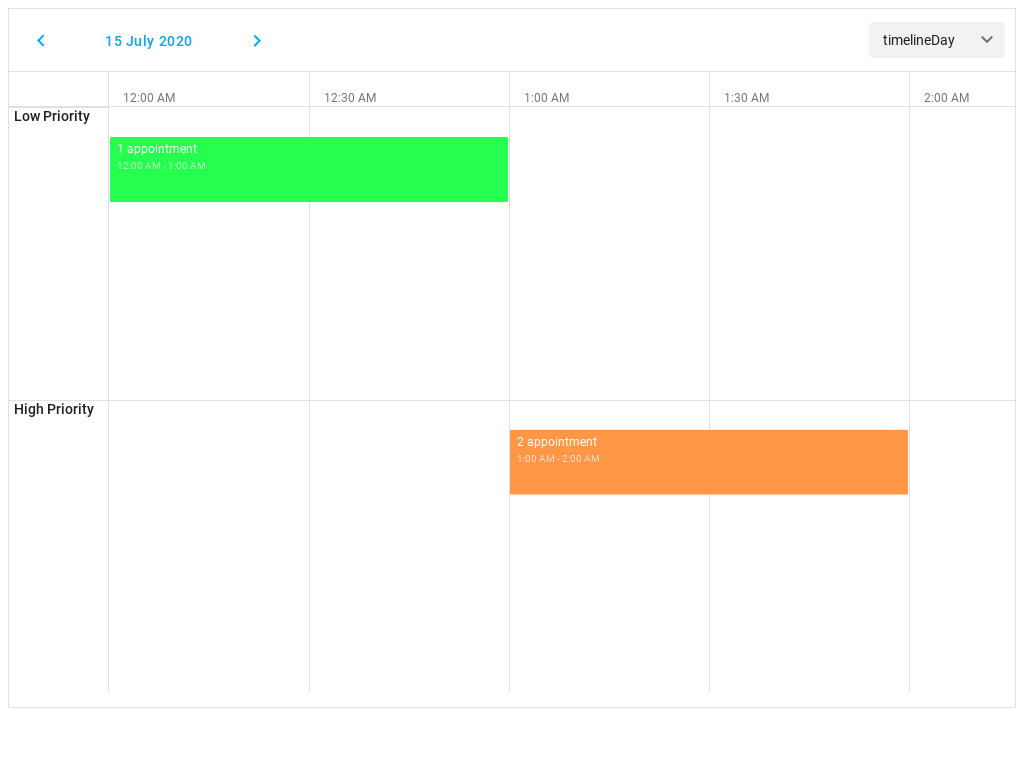 15 July 2020
timelineDay
12:00 AM
12:30 AM
1:00 AM
1:30 AM
2:00 AM
Low Priority
1 appointment
12:00 AM - 1:00 AM
High Priority
2 appointment
1:00 AM - 2:00 AM